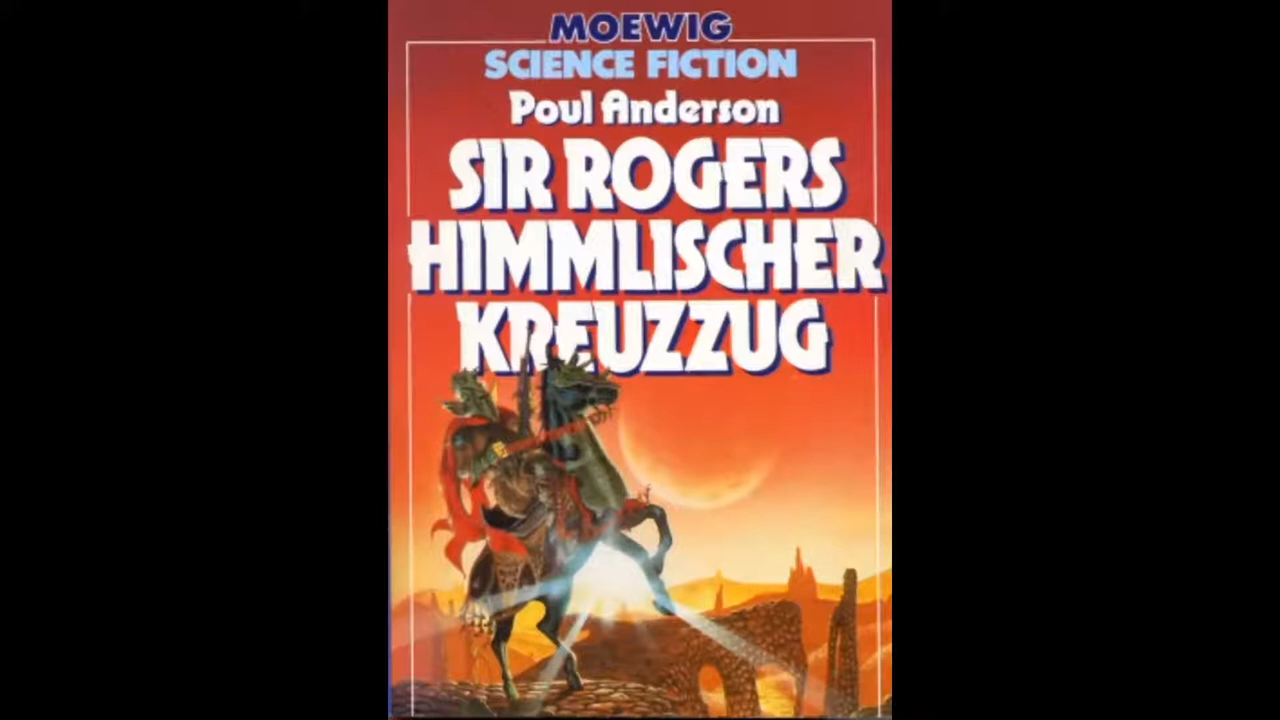 MOEWIG
SCIENCE FICTION
Poul Anderson
SIR ROGERS
HIMMLISCHER
KREUZZUG